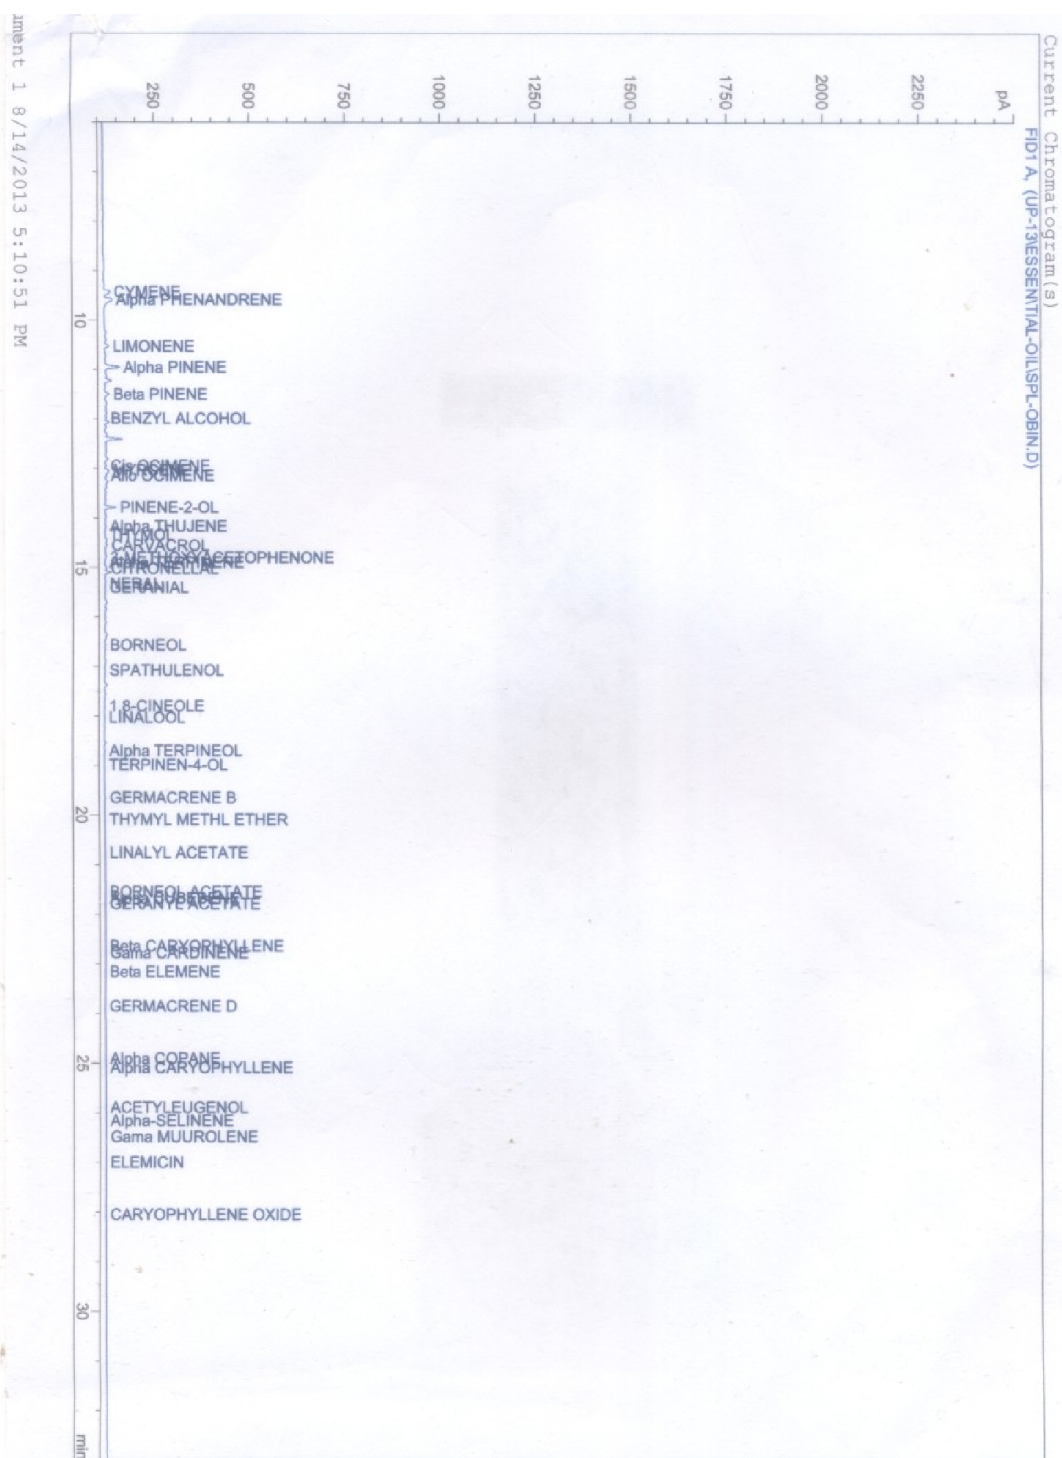 Current Chromatogram(s)
FID1 A, (UP-13\ESSENTIAL-OIL\SPL-OBIN.D)
pA
2250
2000
1750
1500
1250
1000
750
500
250
CYMENE
Alpha PHENANDRENE
10
LIMONENE
Alpha PINENE
Beta PINENE
BENZYL ALCOHOL
Cis OCIMENE
Allo OCIMENE
PINENE-2-OL
Alpha THUJENE
THYMOL
CARVACROL
CITRONELLAL
15
NERAL
GERANIAL
BORNEOL
SPATHULENOL
1,8-CINEOLE
LINALOOL
Alpha TERPINEOL
TERPINEN-4-OL
GERMACRENE B
20
THYMYL METHL ETHER
LINALYL ACETATE
BORNEOL ACETATE
GERANYL ACETATE
Beta CARYOPHYLLENE
Gama CARDINENE
Beta ELEMENE
GERMACRENE D
Alpha COPANE
25
Alpha CARYOPHYLLENE
ACETYLEUGENOL
Alpha-SELINENE
Gama MUUROLENE
ELEMICIN
CARYOPHYLLENE OXIDE
30
min
ument 1 8/14/2013 5:10:51 PM